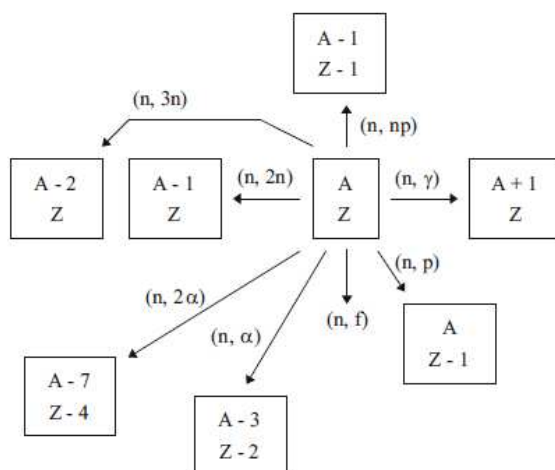 A - 1
Z - 1
(n, 3n)
(n, np)
A - 2
Z
A - 1
Z
(n, 2n)
A
Z
(n, γ)
A + 1
Z
(n, p)
(n, 2α)
(n, α)
(n, f)
A
Z - 1
A - 7
Z - 4
A - 3
Z - 2